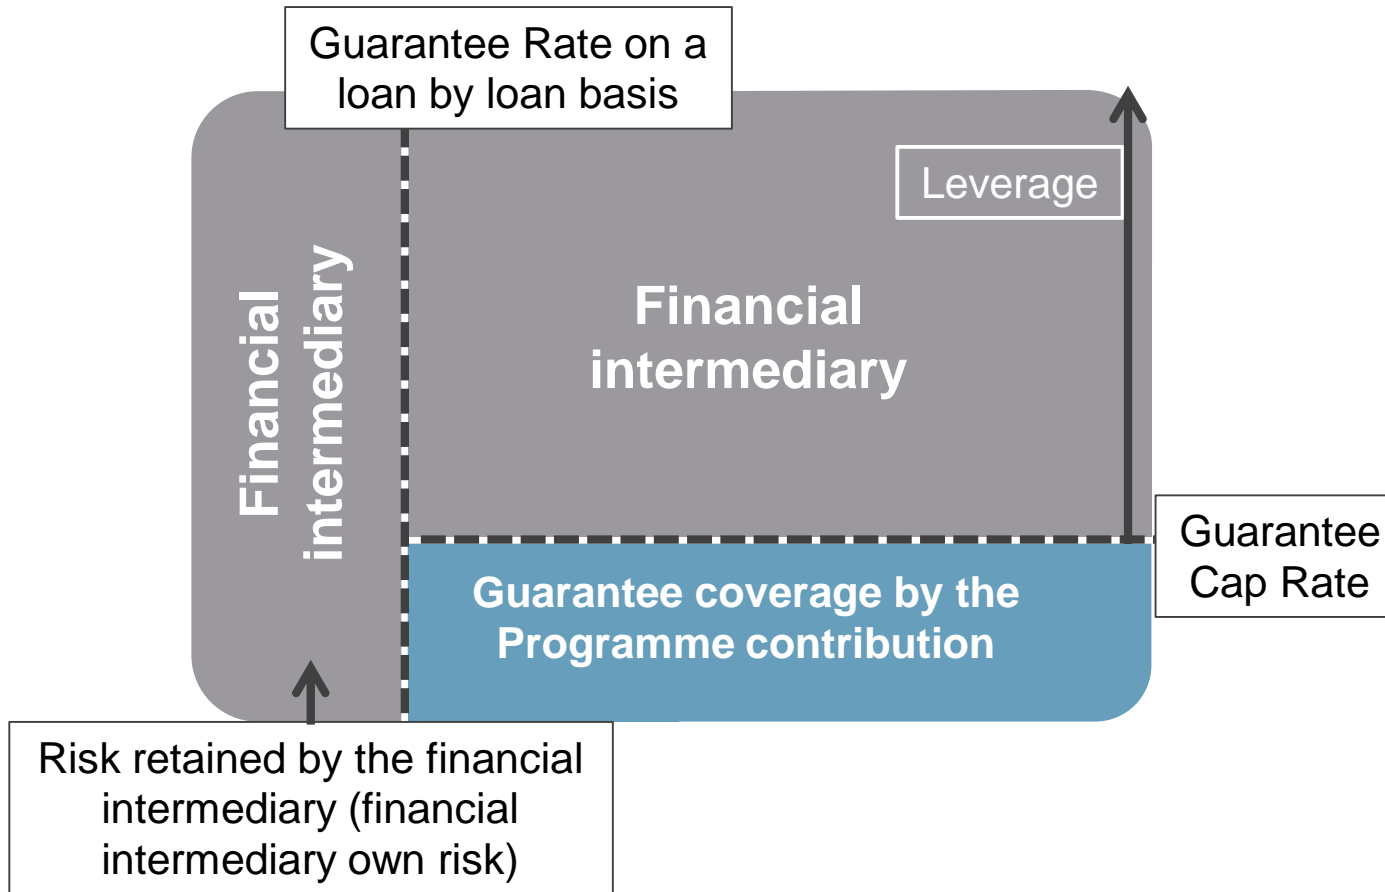 Guarantee Rate on a
loan by loan basis
Leverage
Financial
intermediary
Financial
intermediary
Guarantee
Cap Rate
Guarantee coverage by the
Programme contribution
Risk retained by the financial
intermediary (financial
intermediary own risk)